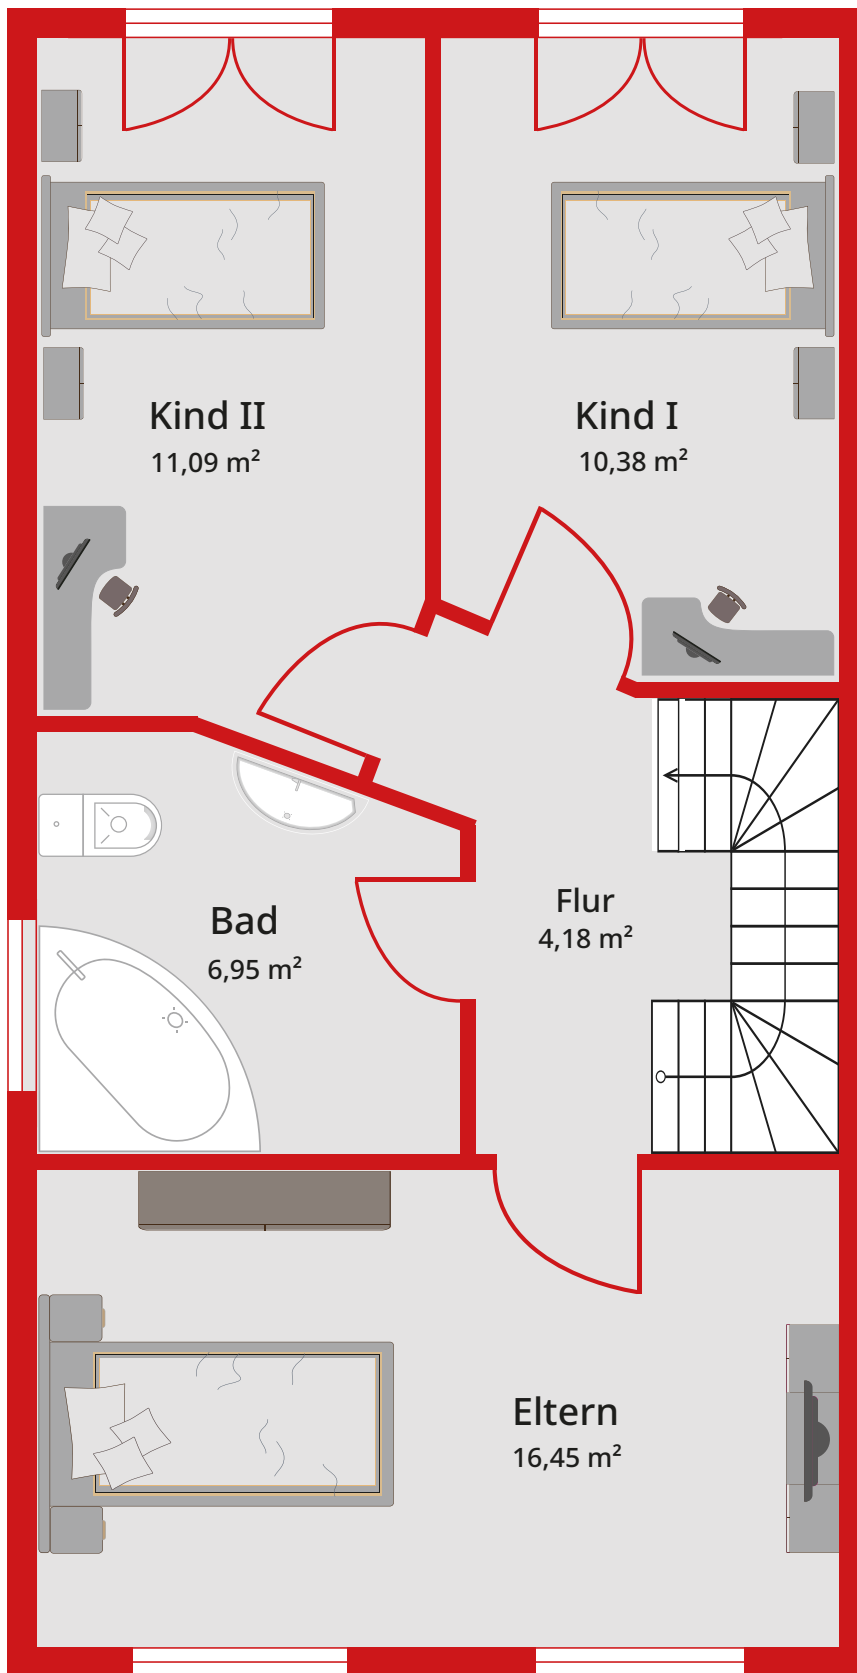 Kind II
11,09 m²
Kind I
10,38 m²
Flur
4,18 m²
Bad
6,95 m²
Eltern
16,45 m²